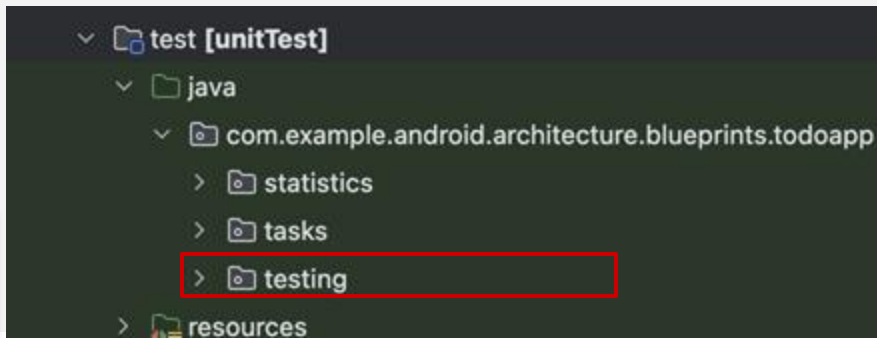 test [unitTest]
java
com.example.android.architecture.blueprints.todoapp
statistics
tasks
testing
resources